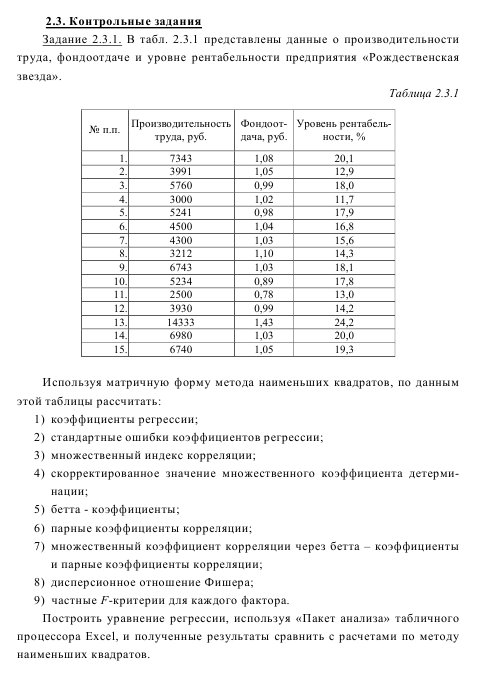 2.3. Контрольные задания
Задание 2.3.1. В табл. 2.3.1 представлены данные о производительности
труда, фондоотдаче и уровне рентабельности предприятия «Рождественская
звезда».
Таблица 2.3.1
№ п.п. Производительность труда, руб. Фондоот- дача, руб. Уровень рентабель- ности, %
1. 7343 1,08 20,1
2. 3991 1,05 12,9
3. 5760 0,99 18,0
4. 3000 1,02 11,7
5. 5241 0,98 17,9
6. 4500 1,04 16,8
7. 4300 1,03 15,6
8. 3212 1,10 14,3
9. 6743 1,03 18,1
10. 5234 0,89 17,8
11. 2500 0,78 13,0
12. 3930 0,99 14,2
13. 14333 1,43 24,2
14. 6980 1,03 20,0
15. 6740 1,05 19,3
Используя матричную форму метода наименьших квадратов, по данным
этой таблицы рассчитать:
1) коэффициенты регрессии;
2) стандартные ошибки коэффициентов регрессии;
3) множественный индекс корреляции;
4) скорректированное значение множественного коэффициента детерми-
нации;
5) бетта - коэффициенты;
6) парные коэффициенты корреляции;
7) множественный коэффициент корреляции через бетта – коэффициенты
и парные коэффициенты корреляции;
8) дисперсионное отношение Фишера;
9) частные F-критерии для каждого фактора.
Построить уравнение регрессии, используя «Пакет анализа» табличного
процессора Excel, и полученные результаты сравнить с расчетами по методу
наименьших квадратов.